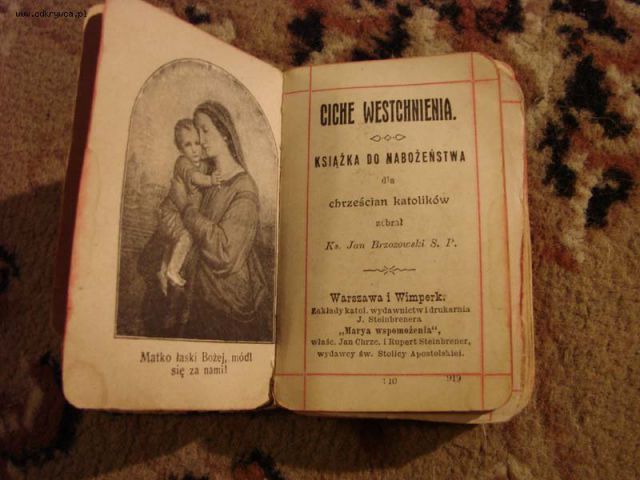 www.odkrywca.pl
Matko łaski Bożej, módl
się za nami!
CICHE WESTCHNIENIA.
KSIĄŻKA DO NABOŻEŃSTWA
dla
chrześcian katolików
zebrał
Ks. Jan Brzozowski S. P.
Warszawa i Wimperk.
Zakłady katol. wydawnictw i drukarnia
J. Steinbrenera
„Marya wspomożenia",
właśc. Jan Chrzc. i Rupert Steinbrener,
wydawcy św. Stolicy Apostolskiej.
110 919